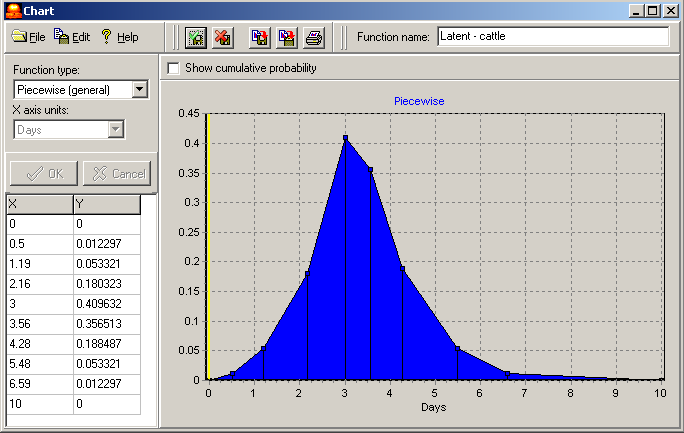 Chart
File Edit ? Help Function name: Latent - cattle
Function type:
Piecewise (general)
X axis units:
Days
OK Cancel
X Y
0 0
0.5 0.012297
1.19 0.053321
2.16 0.180323
3 0.409632
3.56 0.356513
4.28 0.188487
5.48 0.053321
6.59 0.012297
10 0
Show cumulative probability
Piecewise
0.45
0.4
0.35
0.3
0.25
0.2
0.15
0.1
0.05
0
0 1 2 3 4 5 6 7 8 9 10
Days